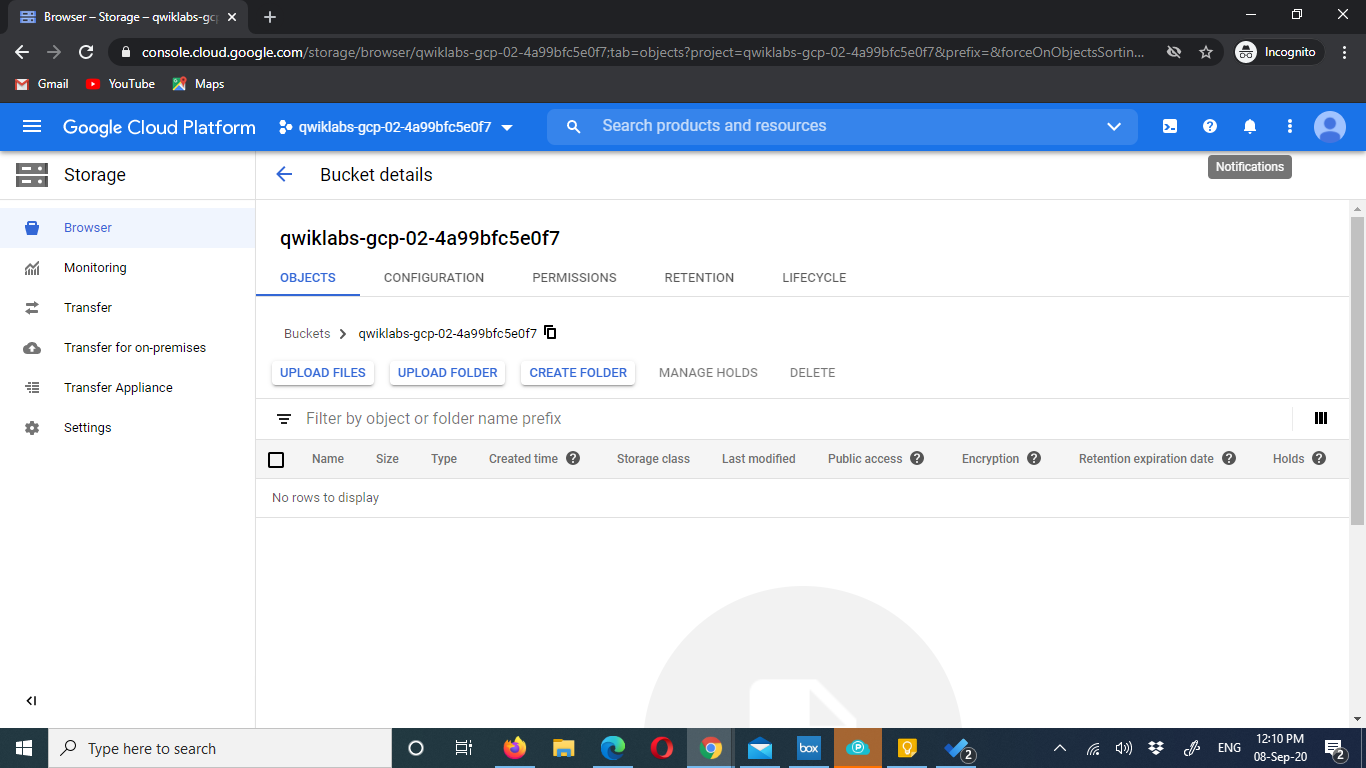 Browser – Storage – qwiklabs-gc
console.cloud.google.com/storage/browser/qwiklabs-gcp-02-4a99bfc5e0f7;tab=objects?project=qwiklabs-gcp-02-4a99bfc5e0f7&prefix=&forceOnObjectsSortin...
Incognito
Gmail YouTube Maps
Google Cloud Platform qwiklabs-gcp-02-4a99bfc5e0f7 Search products and resources
Notifications
Storage Bucket details
Browser
Monitoring
Transfer
Transfer for on-premises
Transfer Appliance
Settings
qwiklabs-gcp-02-4a99bfc5e0f7
OBJECTS CONFIGURATION PERMISSIONS RETENTION LIFECYCLE
Buckets qwiklabs-gcp-02-4a99bfc5e0f7
UPLOAD FILES UPLOAD FOLDER CREATE FOLDER MANAGE HOLDS DELETE
Filter by object or folder name prefix
Name Size Type Created time Storage class Last modified Public access Encryption Retention expiration date Holds
No rows to display
Type here to search
box
2
ENG
12:10 PM
08-Sep-20
2